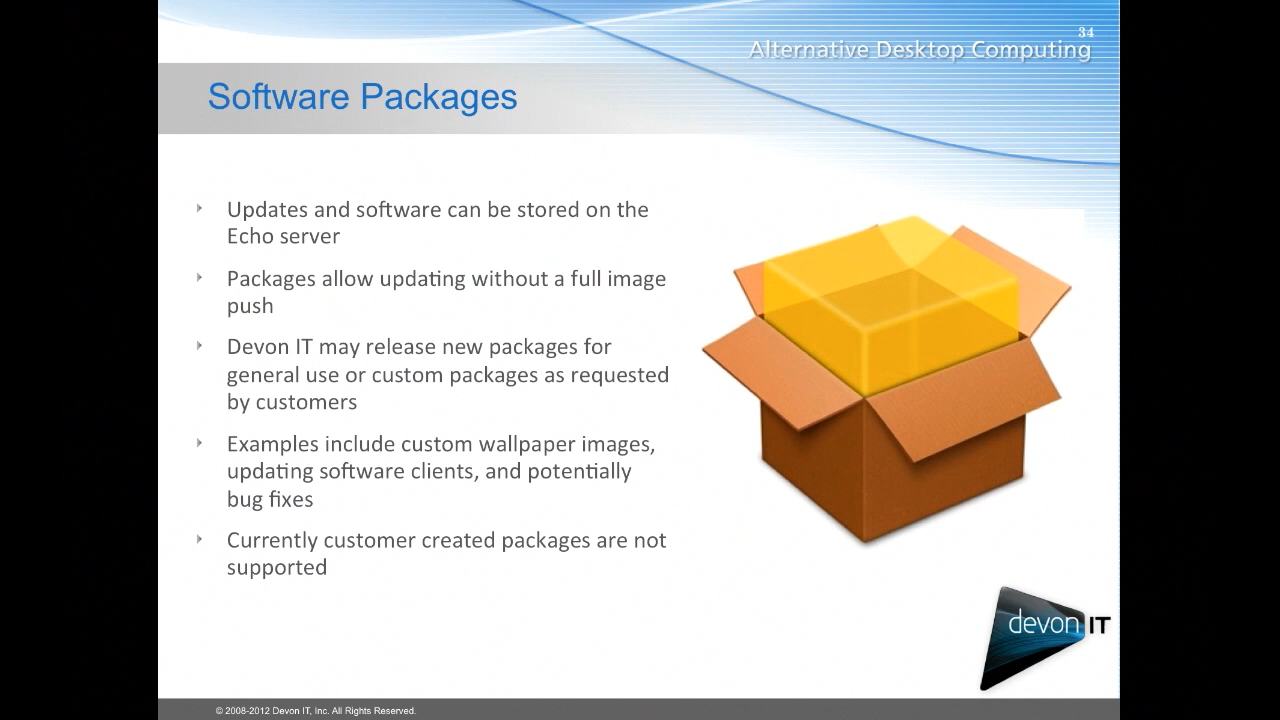 34
Alternative Desktop Computing
Software Packages
Updates and software can be stored on the
Echo server
Packages allow updating without a full image
push
Devon IT may release new packages for
general use or custom packages as requested
by customers
Examples include custom wallpaper images,
updating software clients, and potentially
bug fixes
Currently customer created packages are not
supported
devon IT
© 2008-2012 Devon IT, Inc. All Rights Reserved.